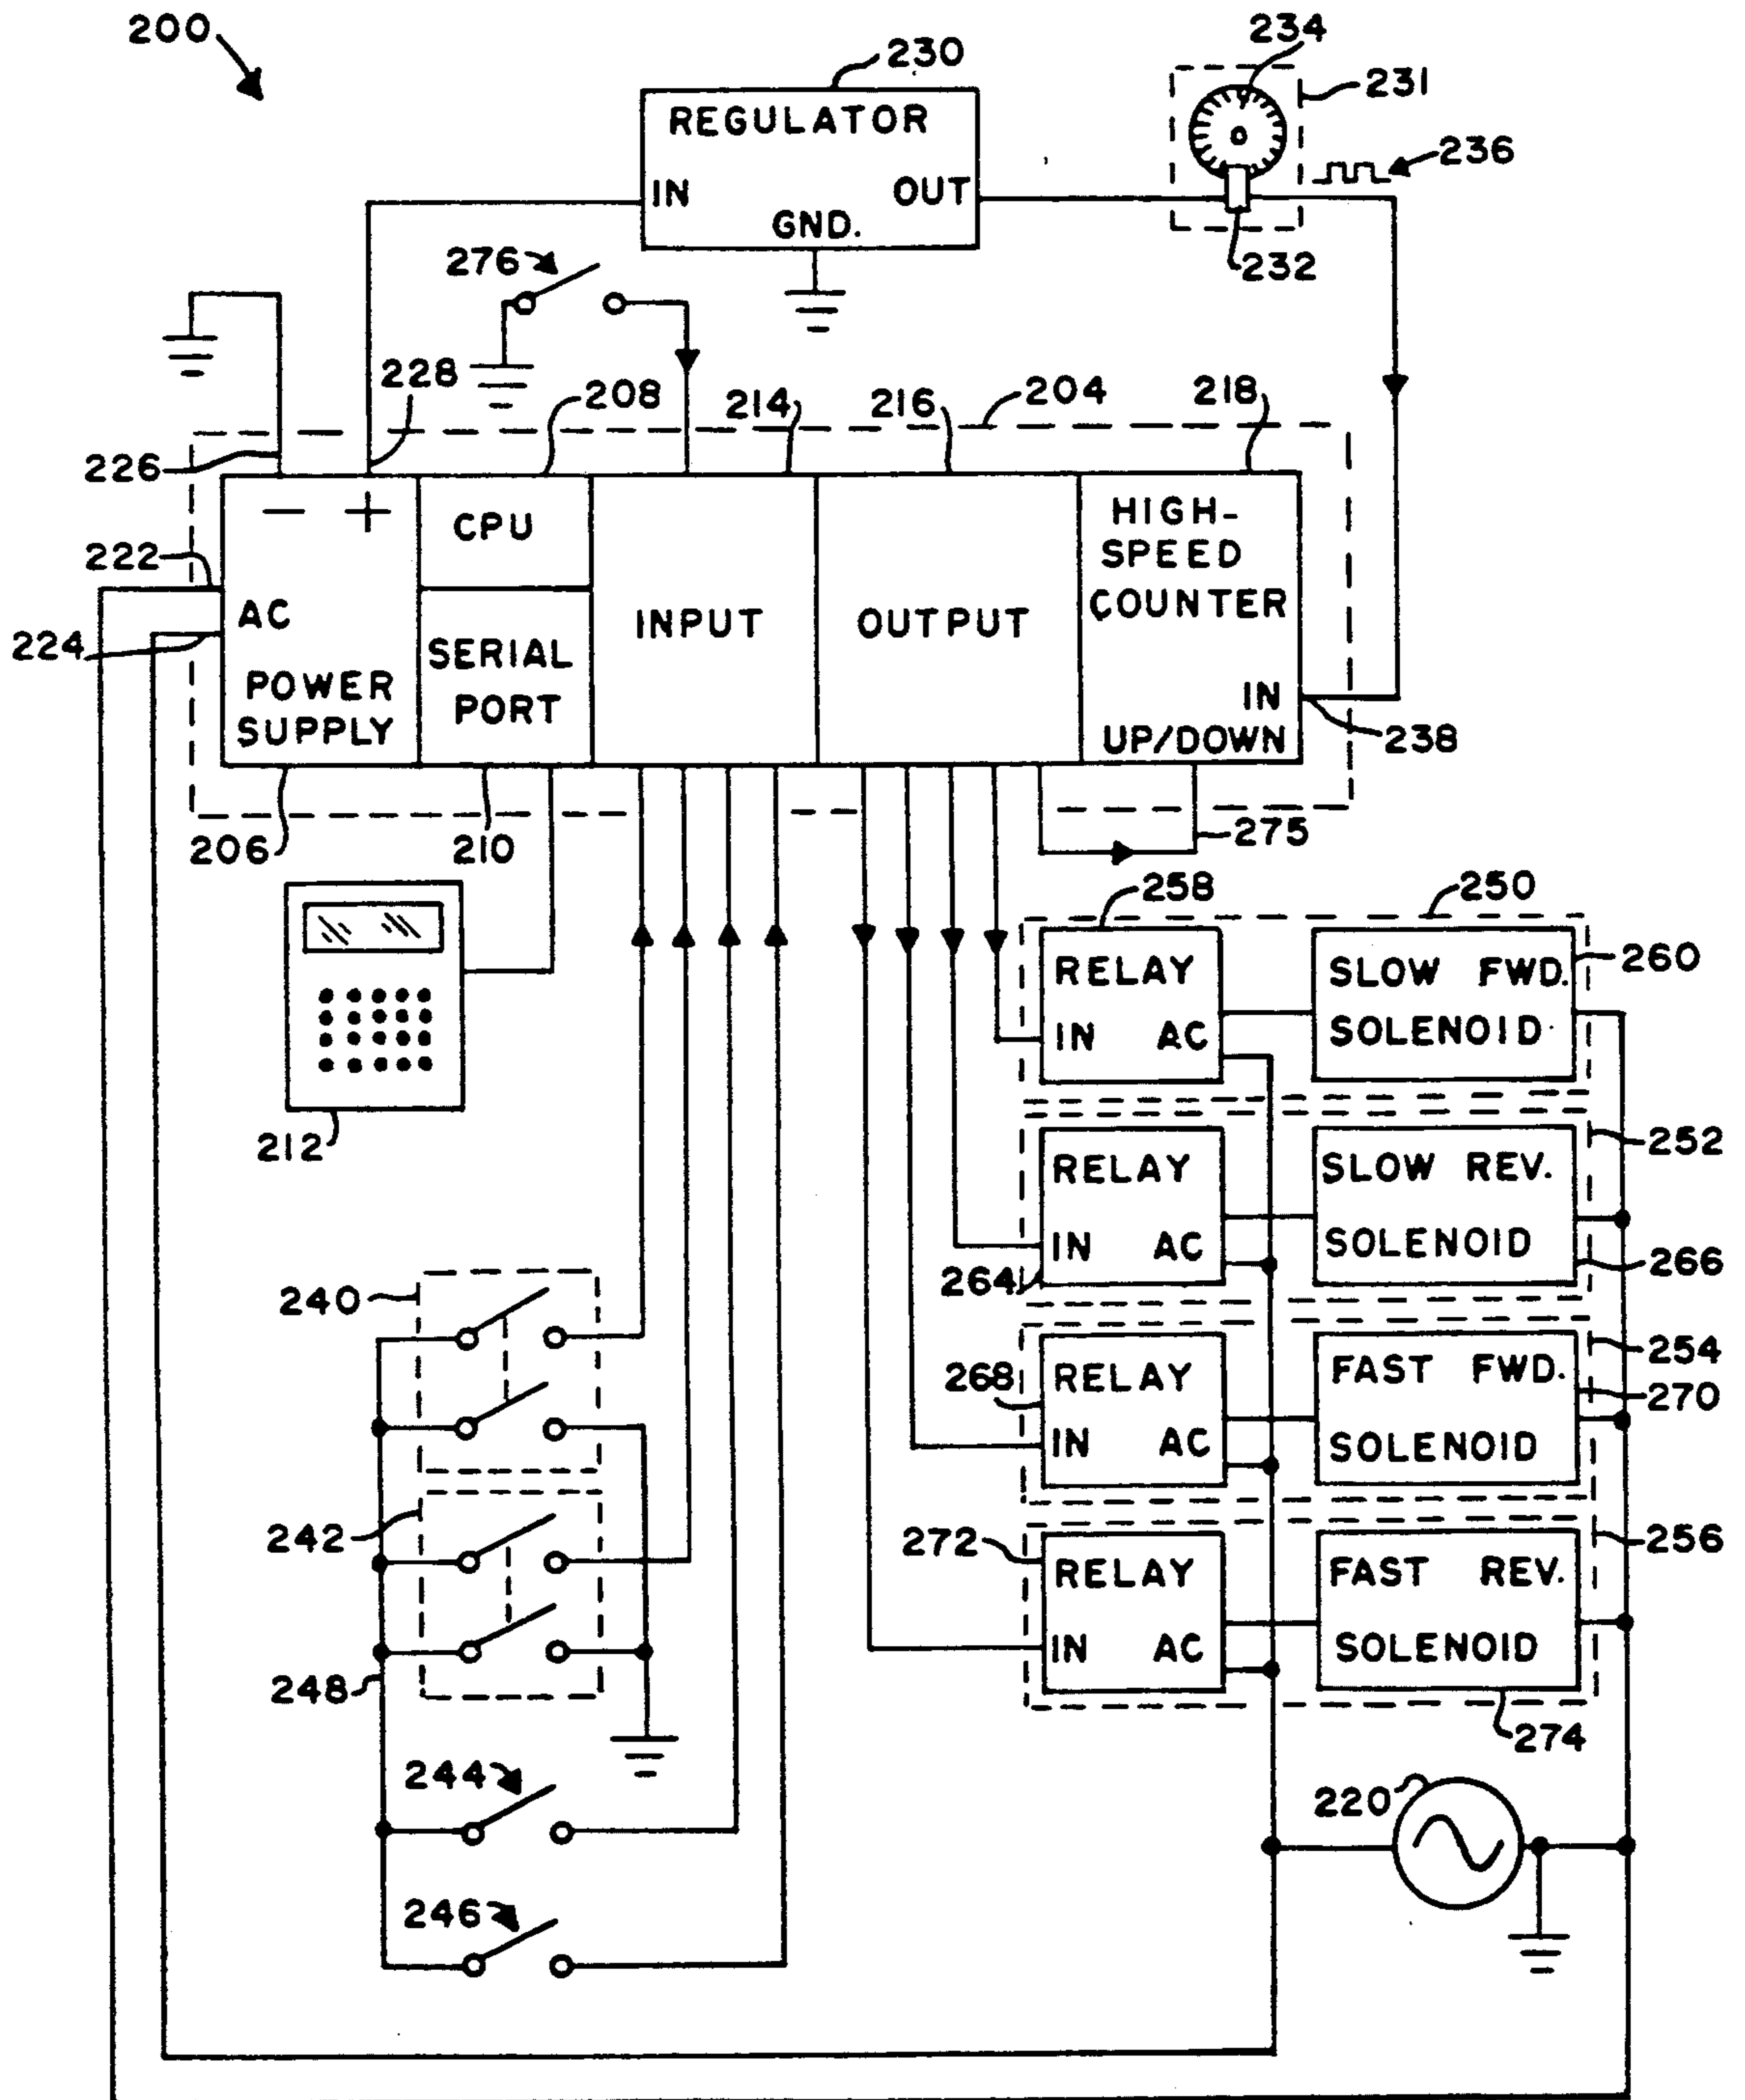 200
230
234
231
REGULATOR
236
IN
OUT
GND.
276
232
228
208
214
216
204
218
226
222
224
— +
AC
POWER
SUPPLY
CPU
SERIAL
PORT
INPUT
OUTPUT
HIGH-
SPEED
COUNTER
IN
UP/DOWN
238
206
210
275
212
258
250
RELAY
IN AC
SLOW FWD.
SOLENOID
260
252
RELAY
IN AC
264
SLOW REV.
SOLENOID
266
240
254
268
RELAY
IN AC
FAST FWD.
SOLENOID
270
242
272
RELAY
IN AC
FAST REV.
SOLENOID
256
248
274
244
220
246